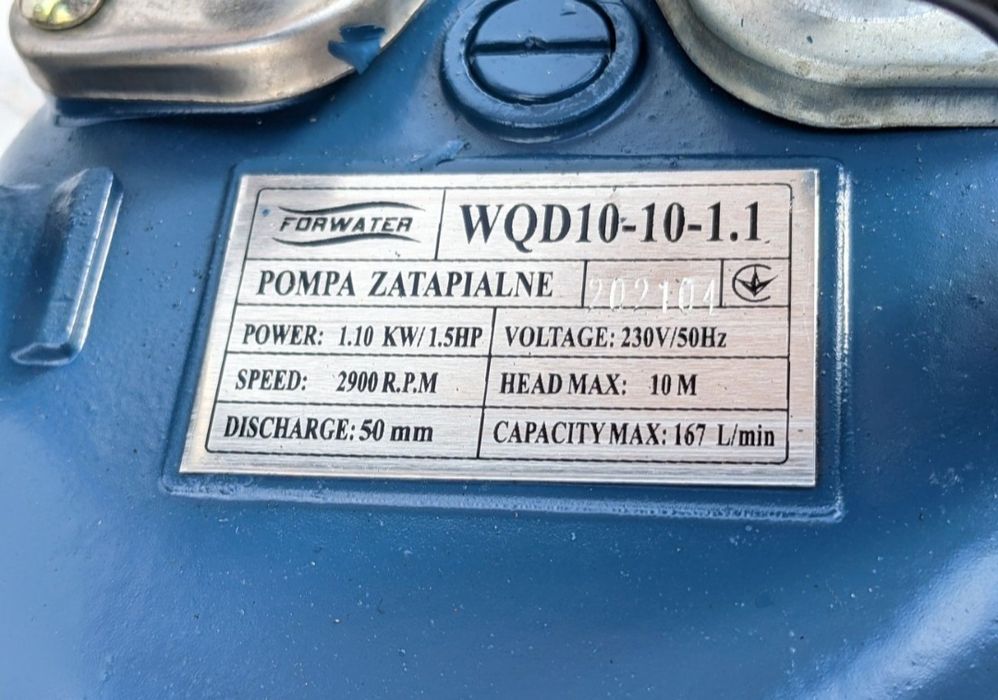 FORWATER
WQD10-10-1.1
POMPA ZATAPIALNE
202104
POWER: 1.10 KW/1.5HP
VOLTAGE: 230V/50Hz
SPEED: 2900 R.P.M
HEAD MAX: 10 M
DISCHARGE: 50 mm
CAPACITY MAX: 167 L/min